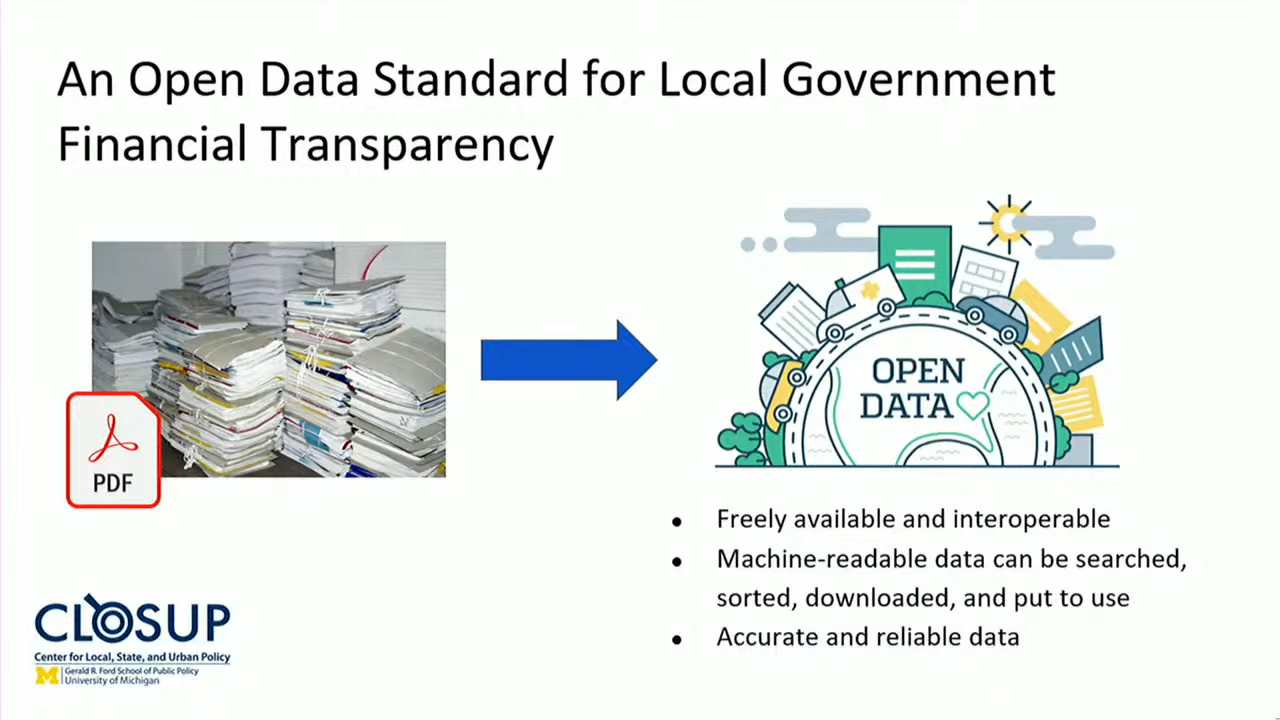 An Open Data Standard for Local Government
Financial Transparency
PDF
OPEN
DATA
• Freely available and interoperable
• Machine-readable data can be searched,
sorted, downloaded, and put to use
• Accurate and reliable data
CLOSUP
Center for Local, State, and Urban Policy
M
Gerald R. Ford School of Public Policy
University of Michigan